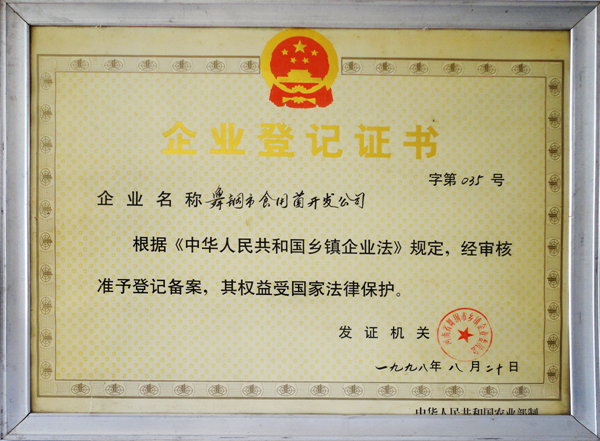 企业登记证书
字第035号
企业名称 舞钢市食用菌开发公司
根据《中华人民共和国乡镇企业法》规定，经审核
准予登记备案，其权益受国家法律保护。
发证机关
一九九八年八月二十日
中华人民共和国农业部制